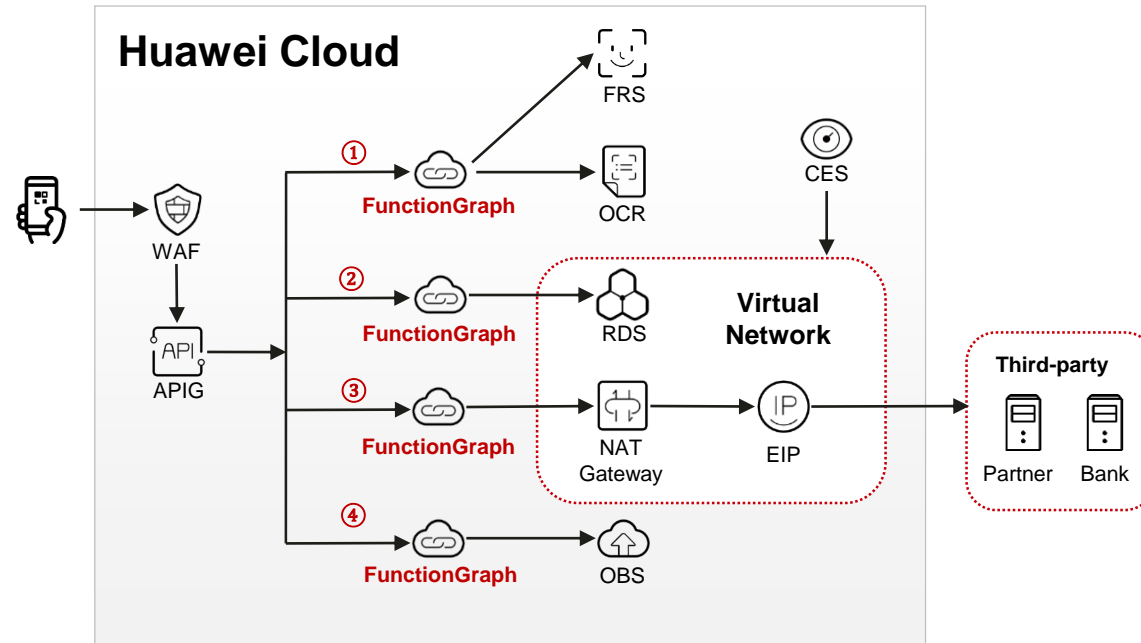 Huawei Cloud
FRS
①
FunctionGraph
OCR
CES
WAF
②
FunctionGraph
RDS
Virtual
Network
API
APIG
③
FunctionGraph
NAT
Gateway
IP
EIP
Third-party
Partner
Bank
④
FunctionGraph
OBS